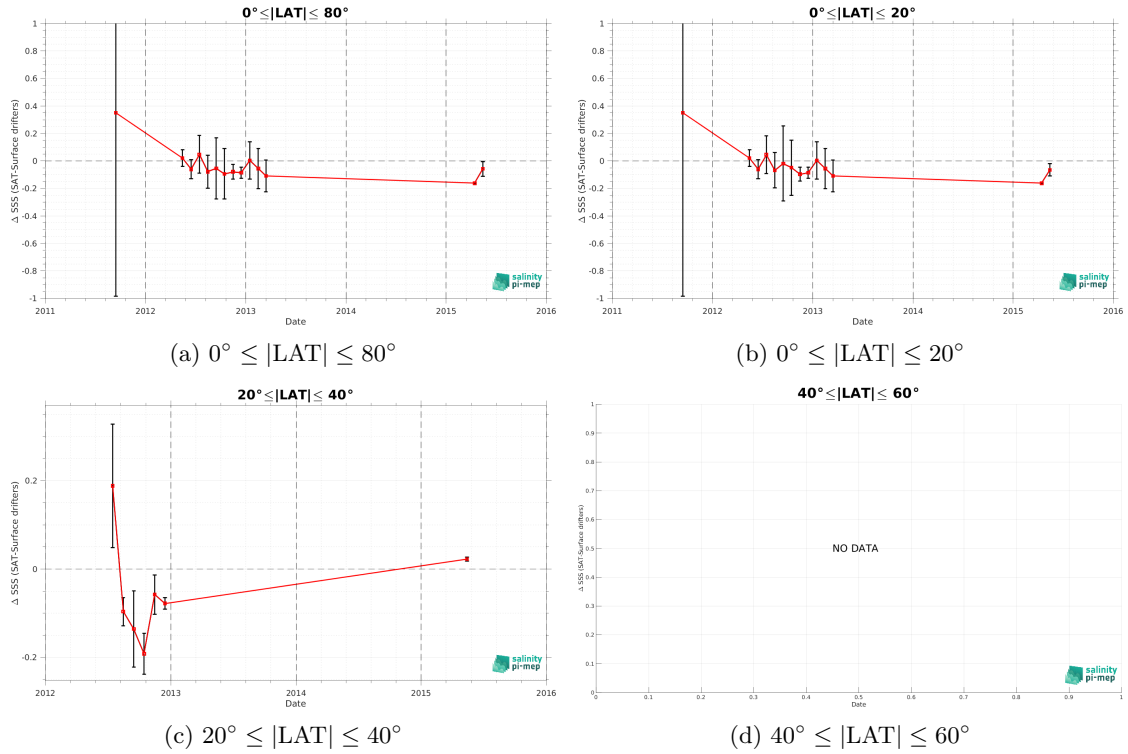 0°≤|LAT|≤ 80°
1
0.8
0.6
0.4
0.2
0
-0.2
-0.4
-0.6
-0.8
-1
Δ SSS (SAT-Surface drifters)
2011
2012
2013
2014
2015
2016
Date
salinity
pi-mep
(a) 0° ≤ |LAT| ≤ 80°
0°≤|LAT|≤ 20°
1
0.8
0.6
0.4
0.2
0
-0.2
-0.4
-0.6
-0.8
-1
Δ SSS (SAT-Surface drifters)
2011
2012
2013
2014
2015
2016
Date
salinity
pi-mep
(b) 0° ≤ |LAT| ≤ 20°
20°≤|LAT|≤ 40°
0.2
0
-0.2
Δ SSS (SAT-Surface drifters)
2012
2013
2014
2015
2016
Date
salinity
pi-mep
(c) 20° ≤ |LAT| ≤ 40°
40°≤|LAT|≤ 60°
1
0.9
0.8
0.7
0.6
0.5
0.4
0.3
0.2
0.1
0
Δ SSS (SAT-Surface drifters)
NO DATA
0
0.1
0.2
0.3
0.4
0.5
0.6
0.7
0.8
0.9
1
Date
salinity
pi-mep
(d) 40° ≤ |LAT| ≤ 60°